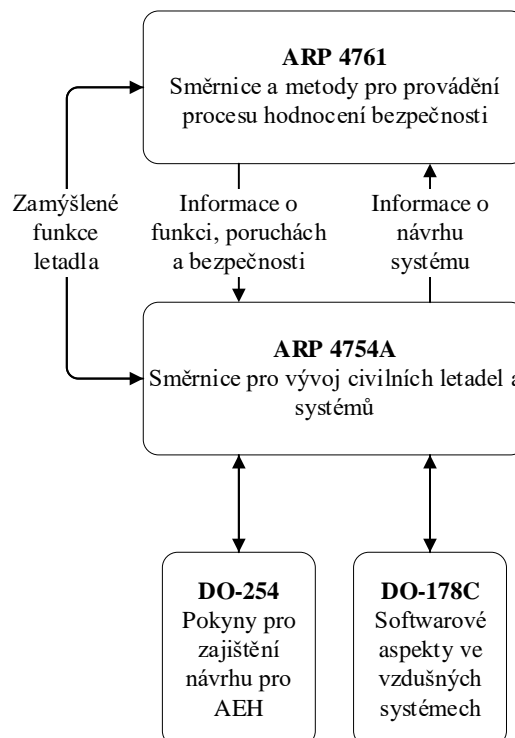 ARP 4761
Směrnice a metody pro provádění
procesu hodnocení bezpečnosti
Zamýšlené
funkce
letadla
Informace o
funkci, poruchách
a bezpečnosti
Informace o
návrhu
systému
ARP 4754A
Směrnice pro vývoj civilních letadel a
systémů
DO-254
Pokyny pro
zajištění
návrhu pro
AEH
DO-178C
Softwarové
aspekty ve
vzdušných
systémech